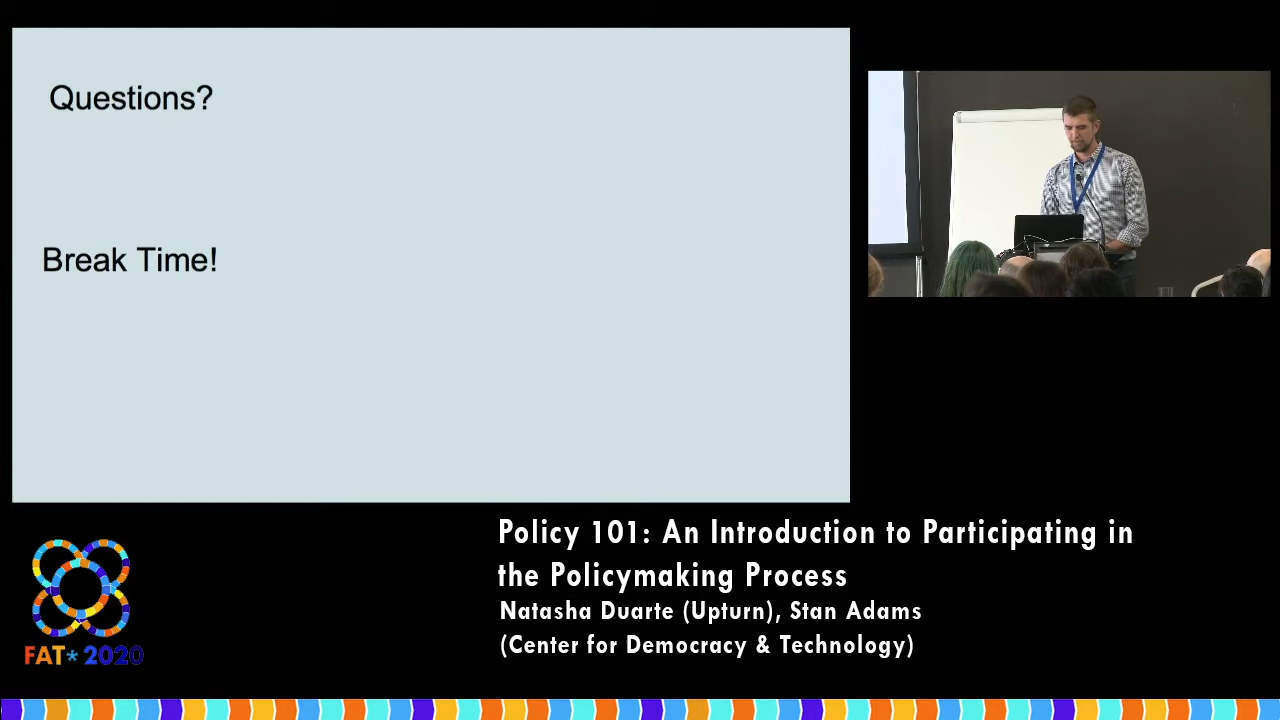 Questions?
Break Time!
Policy 101: An Introduction to Participating in
the Policymaking Process
Natasha Duarte (Upturn), Stan Adams
(Center for Democracy & Technology)
FAT* 2020